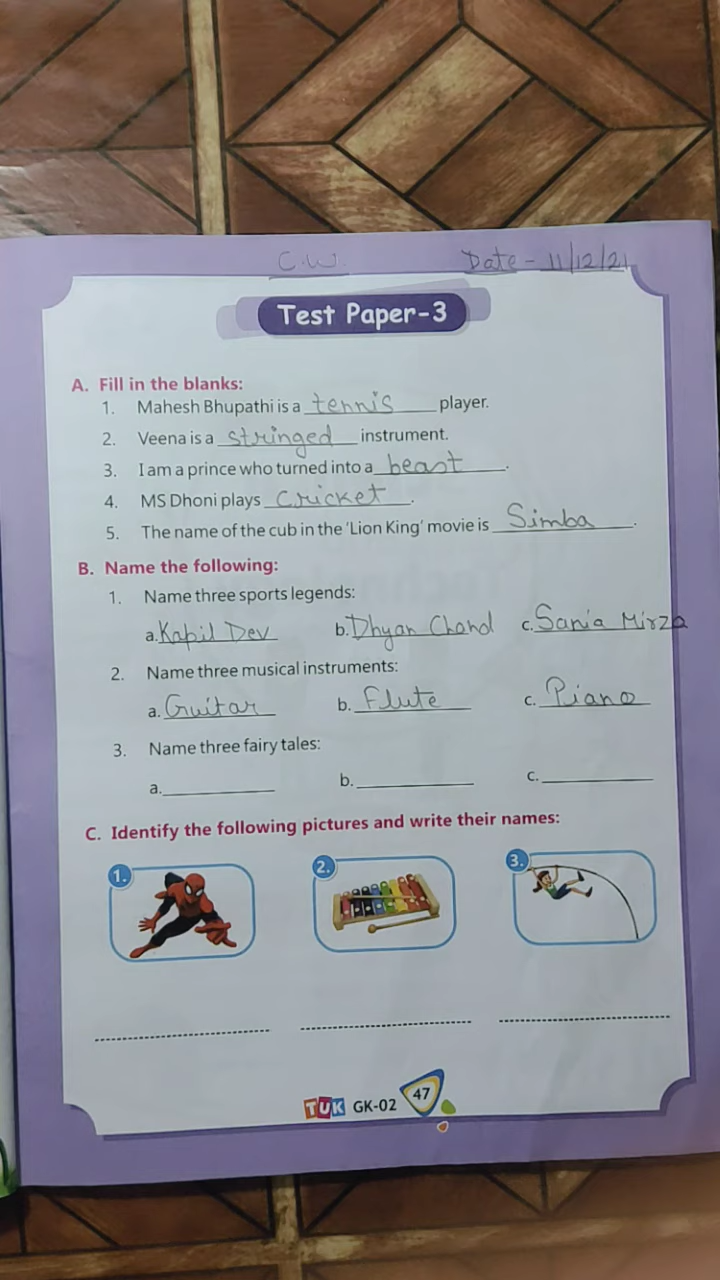 C.W. Date - 11/12/21
Test Paper-3
A. Fill in the blanks:
1. Mahesh Bhupathi is a tennis player.
2. Veena is a stringed instrument.
3. I am a prince who turned into a beast.
4. MS Dhoni plays cricket.
5. The name of the cub in the 'Lion King' movie is Simba.
B. Name the following:
1. Name three sports legends:
a. Kapil Dev b. Dhyan Chand c. Sania Mirza
2. Name three musical instruments:
a. Guitar b. Flute c. Piano
3. Name three fairy tales:
a. b. c.
C. Identify the following pictures and write their names:
1. 2. 3.
TUK GK-02 47